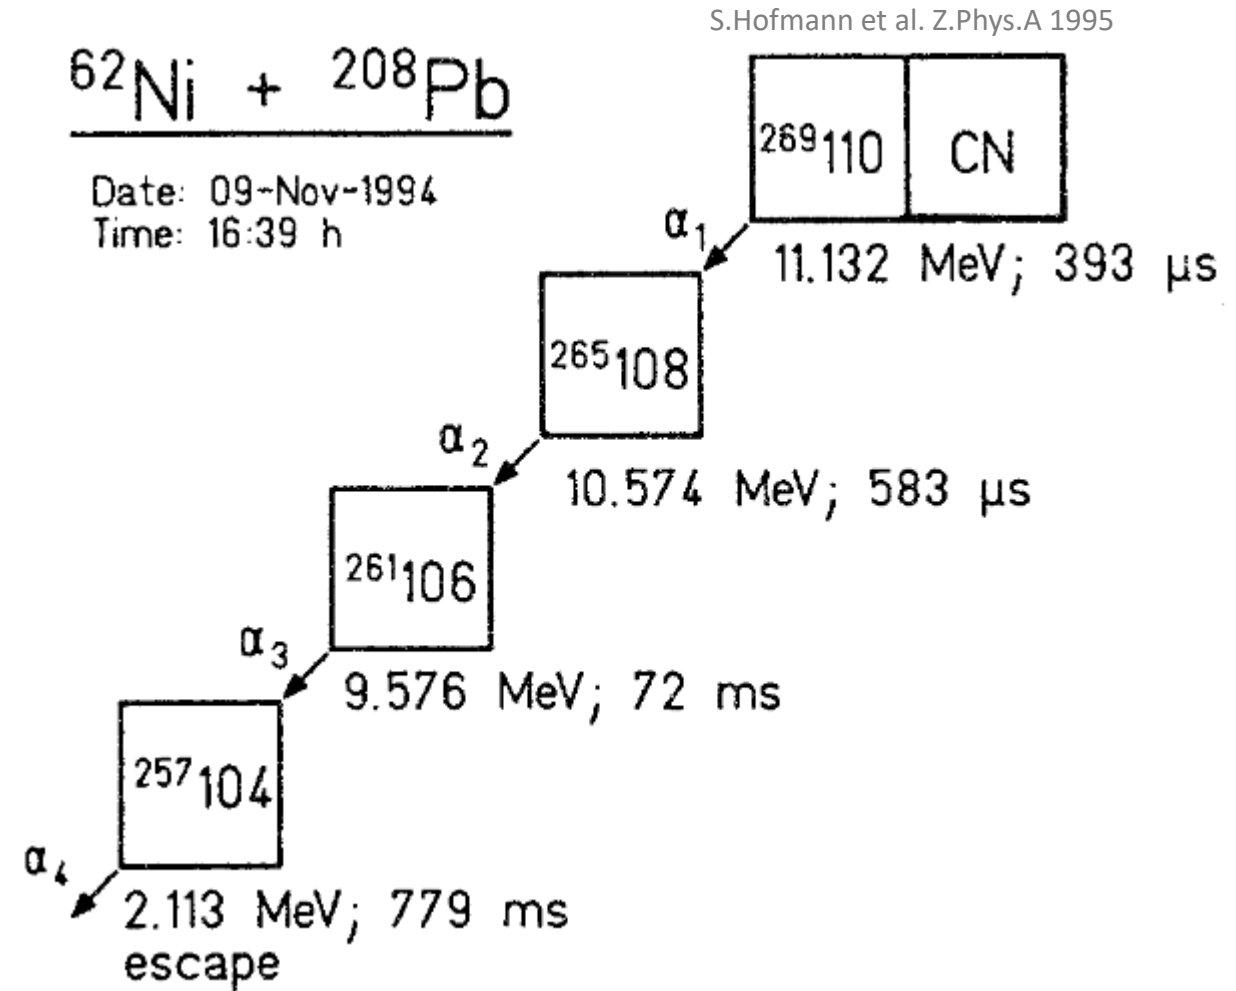 S.Hofmann et al. Z.Phys.A 1995
⁶²Ni + ²⁰⁸Pb
Date: 09-Nov-1994
Time: 16:39 h
²⁶⁹110 CN
α₁
11.132 MeV; 393 µs
²⁶⁵108
α₂
10.574 MeV; 583 µs
²⁶¹106
α₃
9.576 MeV; 72 ms
²⁵⁷104
α₄
2.113 MeV; 779 ms
escape